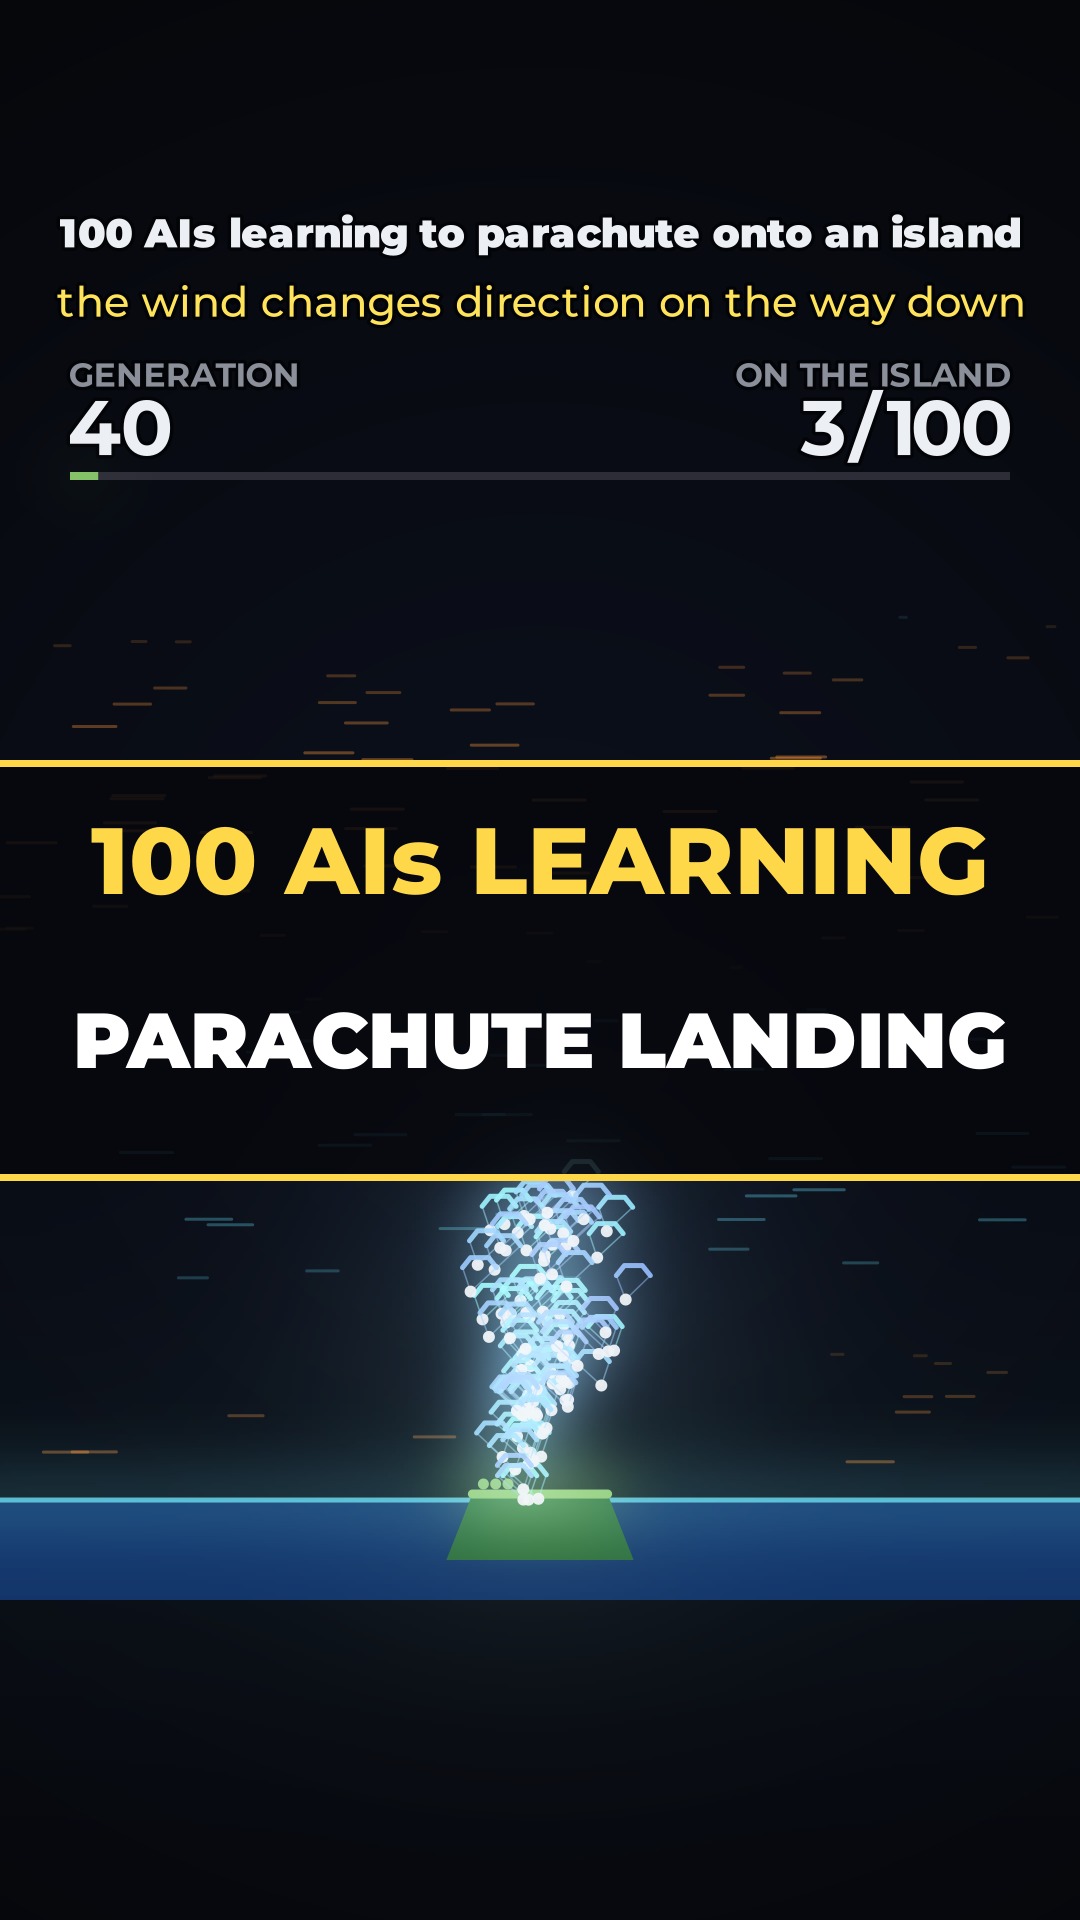 100 AIs learning to parachute onto an island
the wind changes direction on the way down
GENERATION
ON THE ISLAND
40
3/100
100 AIs LEARNING
PARACHUTE LANDING